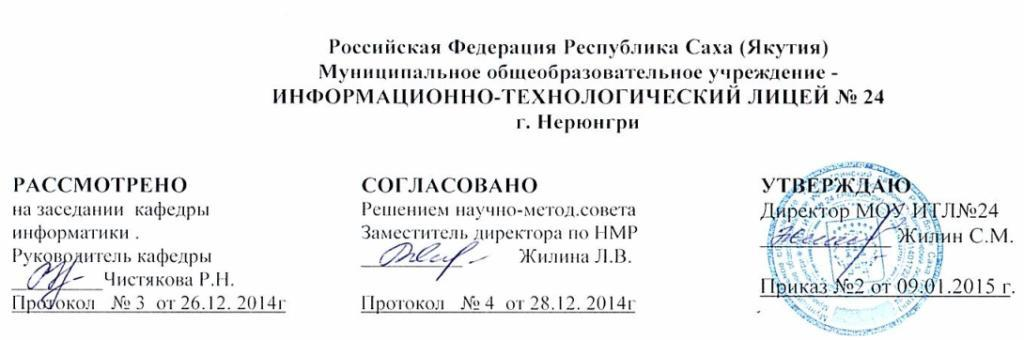 Российская Федерация Республика Саха (Якутия)
Муниципальное общеобразовательное учреждение -
ИНФОРМАЦИОННО-ТЕХНОЛОГИЧЕСКИЙ ЛИЦЕЙ № 24
г. Нерюнгри
РАССМОТРЕНО
на заседании кафедры
информатики .
Руководитель кафедры
Чистякова Р.Н.
Протокол № 3 от 26.12. 2014г
СОГЛАСОВАНО
Решением научно-метод.совета
Заместитель директора по НМР
Жилина Л.В.
Протокол № 4 от 28.12. 2014г
УТВЕРЖДАЮ
Директор МОУ ИТЛ№24
Жилин С.М.
Приказ №2 от 09.01.2015 г.